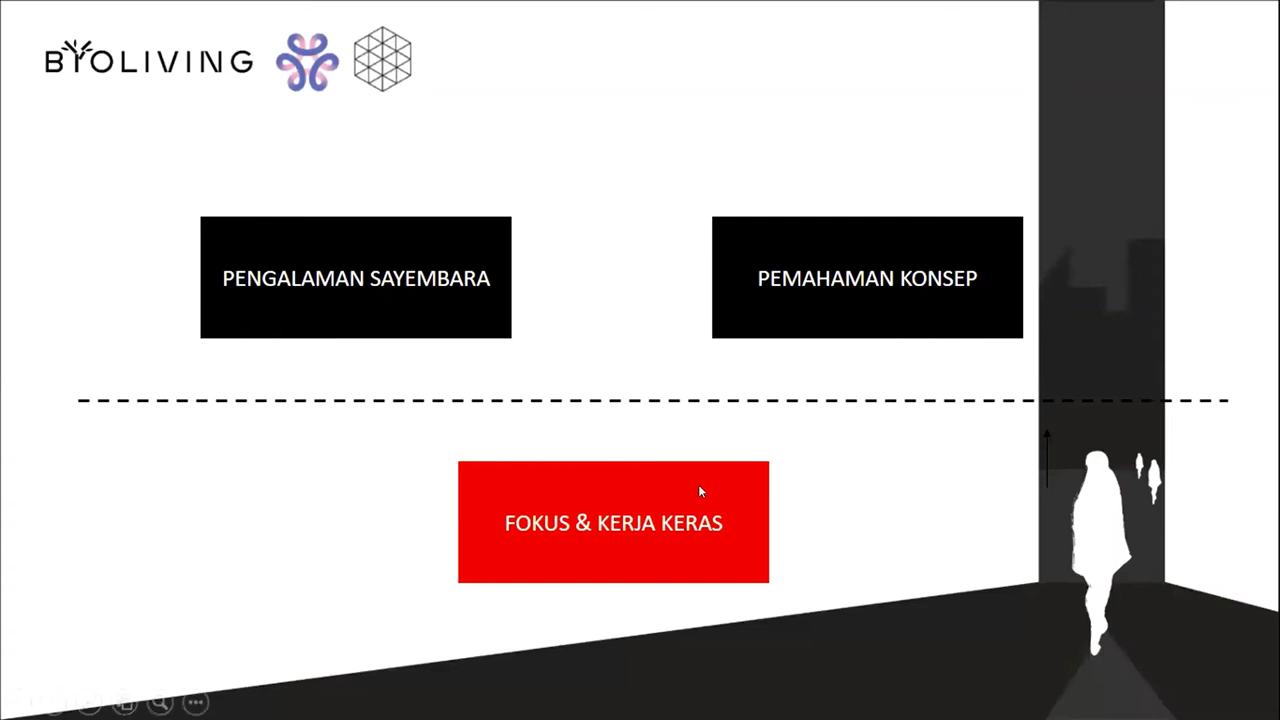 BYOLIVING
PENGALAMAN SAYEMBARA
PEMAHAMAN KONSEP
FOKUS & KERJA KERAS